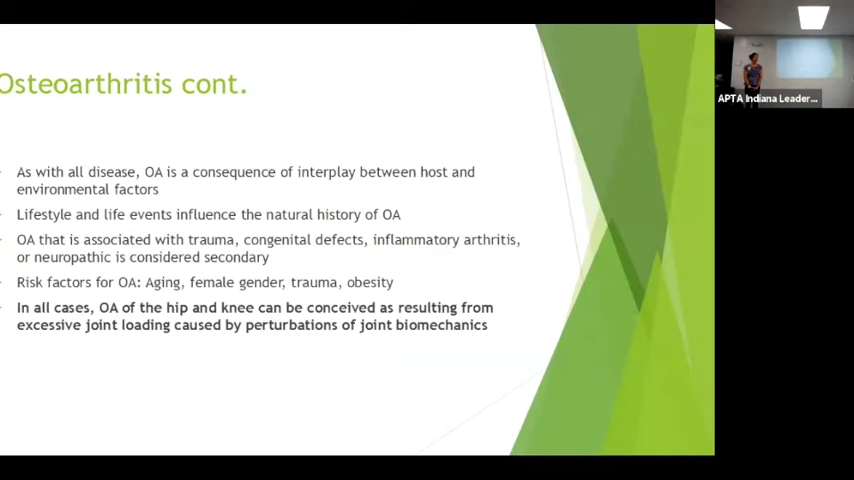 Osteoarthritis cont.
As with all disease, OA is a consequence of interplay between host and
environmental factors
Lifestyle and life events influence the natural history of OA
OA that is associated with trauma, congenital defects, inflammatory arthritis,
or neuropathic is considered secondary
Risk factors for OA: Aging, female gender, trauma, obesity
In all cases, OA of the hip and knee can be conceived as resulting from
excessive joint loading caused by perturbations of joint biomechanics
APTA Indiana Leader...